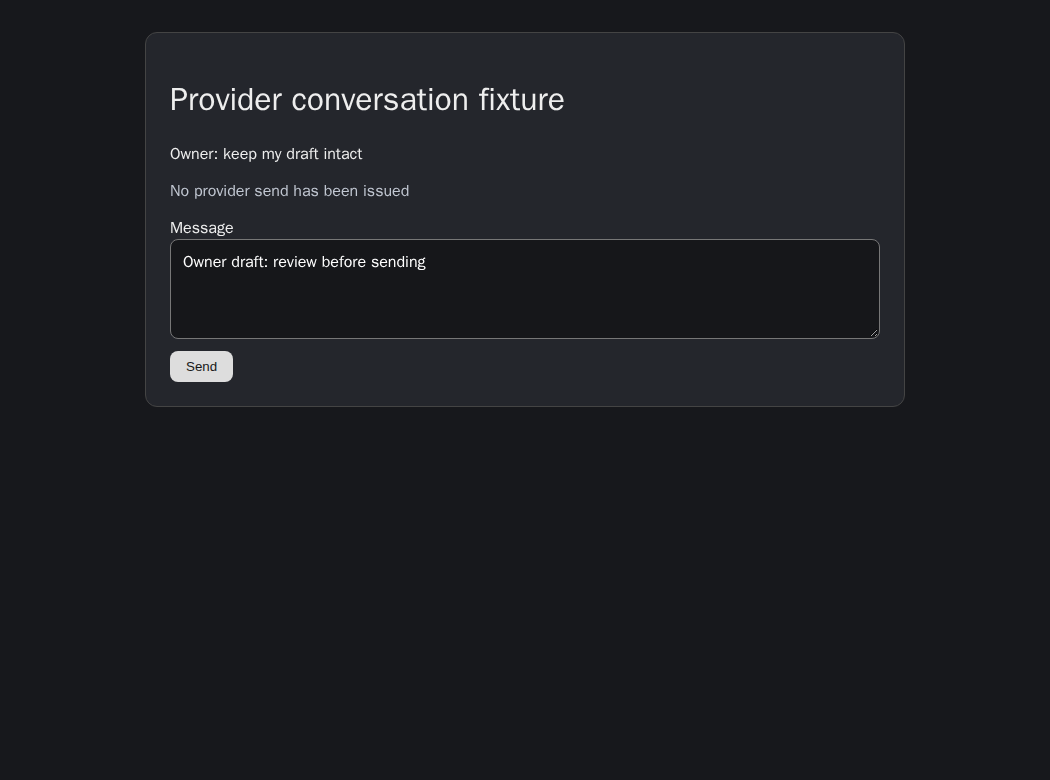 Provider conversation fixture
Owner: keep my draft intact
No provider send has been issued
Message
Owner draft: review before sending
Send